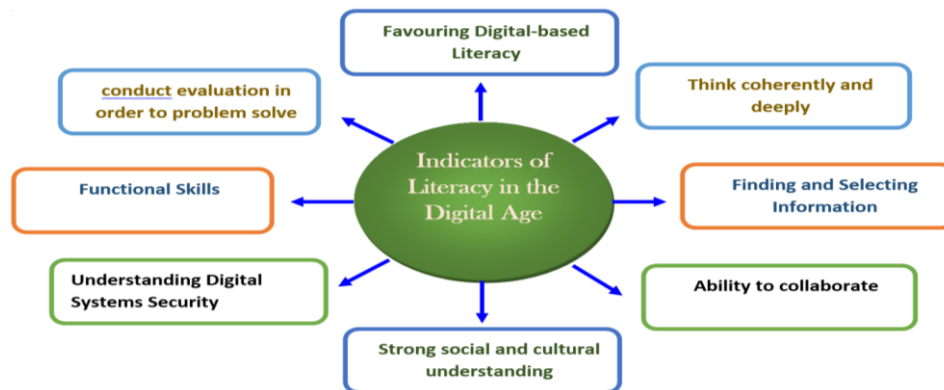 Favouring Digital-based
Literacy
conduct evaluation in
order to problem solve
Think coherently and
deeply
Indicators of
Literacy in the
Digital Age
Functional Skills
Finding and Selecting
Information
Understanding Digital
Systems Security
Ability to collaborate
Strong social and cultural
understanding